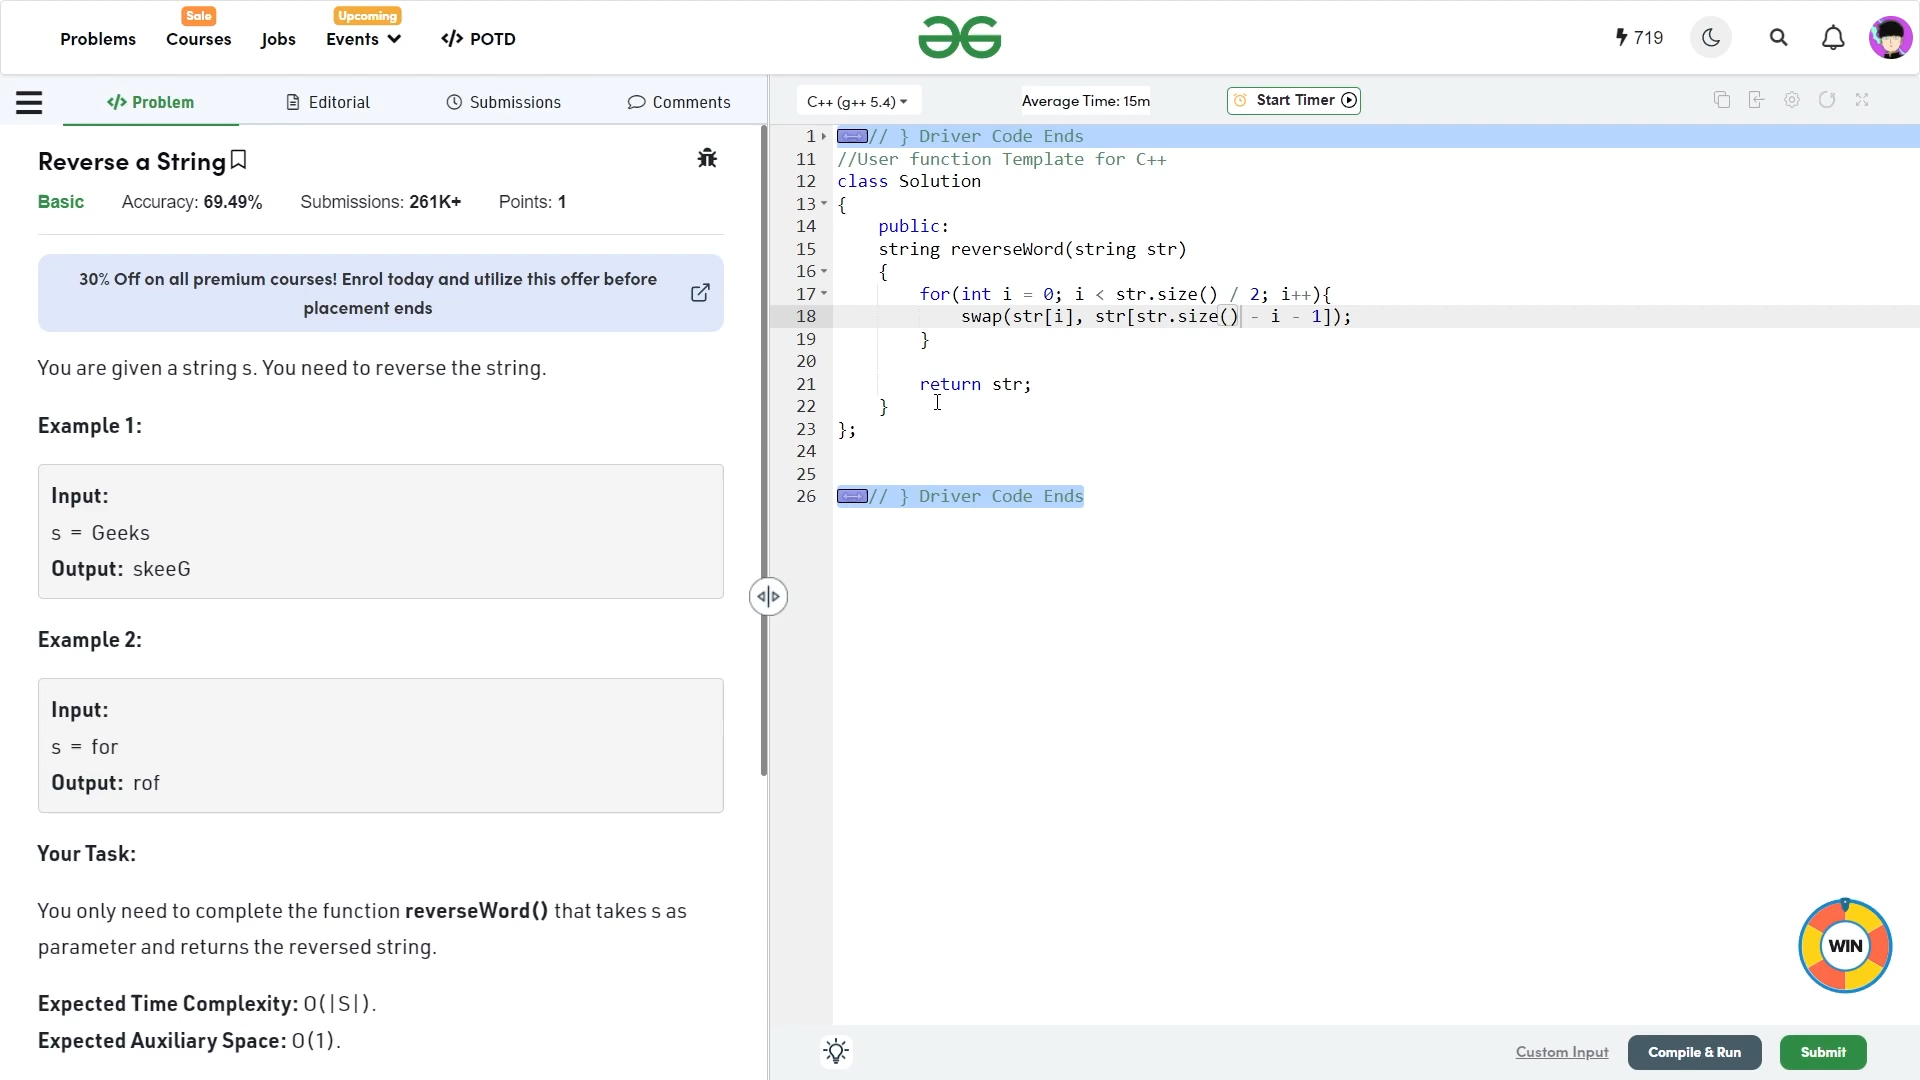 Sale
Upcoming
Problems
Courses
Jobs
Events
</> POTD
719
</> Problem
Editorial
Submissions
Comments
C++ (g++ 5.4)
Average Time: 15m
Start Timer
Reverse a String
Basic
Accuracy: 69.49%
Submissions: 261K+
Points: 1
30% Off on all premium courses! Enrol today and utilize this offer before
placement ends
You are given a string s. You need to reverse the string.
Example 1:
Input:
s = Geeks
Output: skeeG
Example 2:
Input:
s = for
Output: rof
Your Task:
You only need to complete the function reverseWord() that takes s as
parameter and returns the reversed string.
Expected Time Complexity: O(|S|).
Expected Auxiliary Space: O(1).
1 // } Driver Code Ends
11 //User function Template for C++
12 class Solution
13 {
14     public:
15     string reverseWord(string str)
16     {
17         for(int i = 0; i < str.size() / 2; i++){
18             swap(str[i], str[str.size() - i - 1]);
19         }
20
21         return str;
22     }
23 };
24
25
26 // } Driver Code Ends
WIN
Custom Input
Compile & Run
Submit